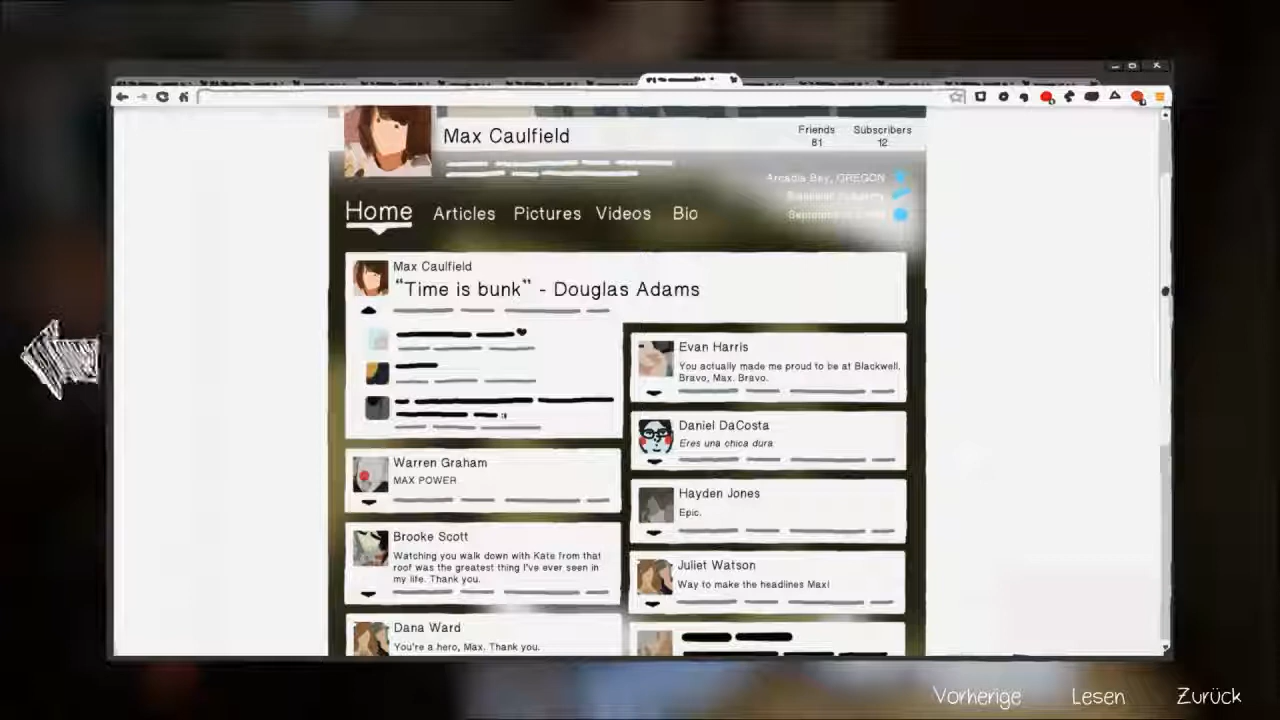 Max Caulfield
Friends
81
Subscribers
12
Arcadia Bay, OREGON
Home Articles Pictures Videos Bio
Max Caulfield
“Time is bunk” - Douglas Adams
Warren Graham
MAX POWER
Brooke Scott
Watching you walk down with Kate from that
roof was the greatest thing I've ever seen in
my life. Thank you.
Dana Ward
You're a hero, Max. Thank you.
Evan Harris
You actually made me proud to be at Blackwell.
Bravo, Max. Bravo.
Daniel DaCosta
Eres una chica dura.
Hayden Jones
Epic.
Juliet Watson
Way to make the headlines Max!
Vorherige Lesen Zurück